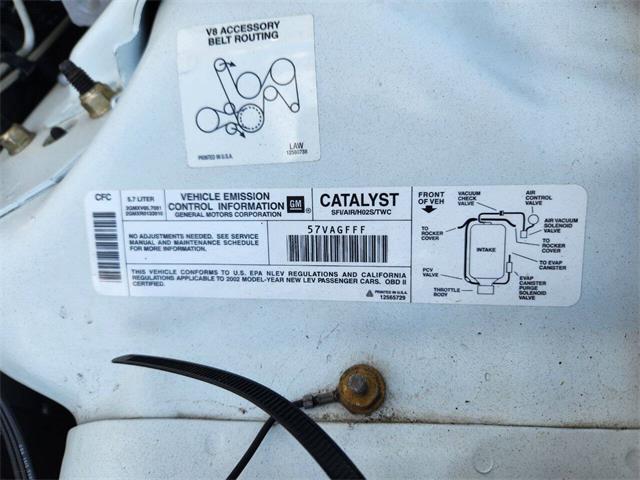 V8 ACCESSORY
BELT ROUTING
LAW
PRINTED IN U.S.A.
12560738
CFC
5.7 LITER
2GMXV05.7081
2GMXR0133910
VEHICLE EMISSION
CONTROL INFORMATION
GENERAL MOTORS CORPORATION
GM
CATALYST
SFI/AIR/HO2S/TWC
NO ADJUSTMENTS NEEDED. SEE SERVICE
MANUAL AND MAINTENANCE SCHEDULE
FOR MORE INFORMATION.
57VAGFFF
THIS VEHICLE CONFORMS TO U.S. EPA NLEV REGULATIONS AND CALIFORNIA
REGULATIONS APPLICABLE TO 2002 MODEL-YEAR NEW LEV PASSENGER CARS. OBD II
CERTIFIED.
PRINTED IN U.S.A.
12565729
FRONT OF
VEH
VACUUM
CHECK
VALVE
AIR
CONTROL
VALVE
AIR VACUUM
SOLENOID
VALVE
TO
ROCKER
COVER
TO
ROCKER
COVER
INTAKE
TO EVAP
CANISTER
PCV
VALVE
EVAP
CANISTER
PURGE
SOLENOID
VALVE
THROTTLE
BODY